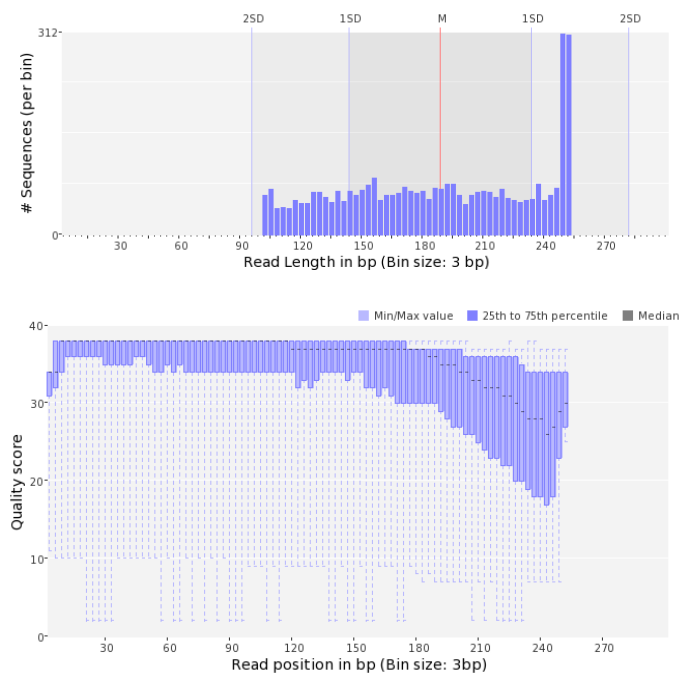 2SD 1SD M 1SD 2SD
312
# Sequences (per bin)
0
30 60 90 120 150 180 210 240 270
Read Length in bp (Bin size: 3 bp)
Min/Max value 25th to 75th percentile Median
40
30
Quality score
20
10
0
30 60 90 120 150 180 210 240 270
Read position in bp (Bin size: 3bp)